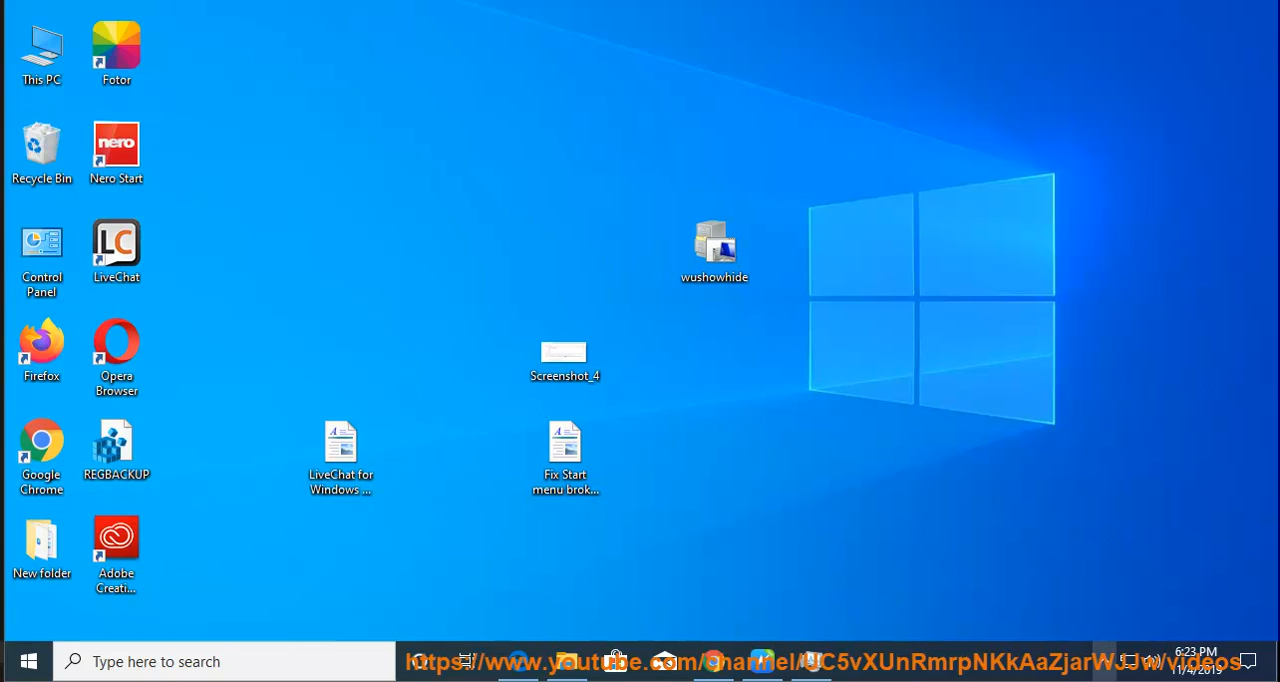 This PC
Fotor
Recycle Bin
nero
Nero Start
Control
Panel
LC
LiveChat
wushowhide
Firefox
Opera
Browser
Screenshot_4
Google
Chrome
REGBACKUP
LiveChat for
Windows ...
Fix Start
menu brok...
New folder
Adobe
Creati...
Type here to search
https://www.youtube.com/channel/UC5vXUnRmrpNKkAaZjarWJJw/videos
6:23 PM
11/4/2019